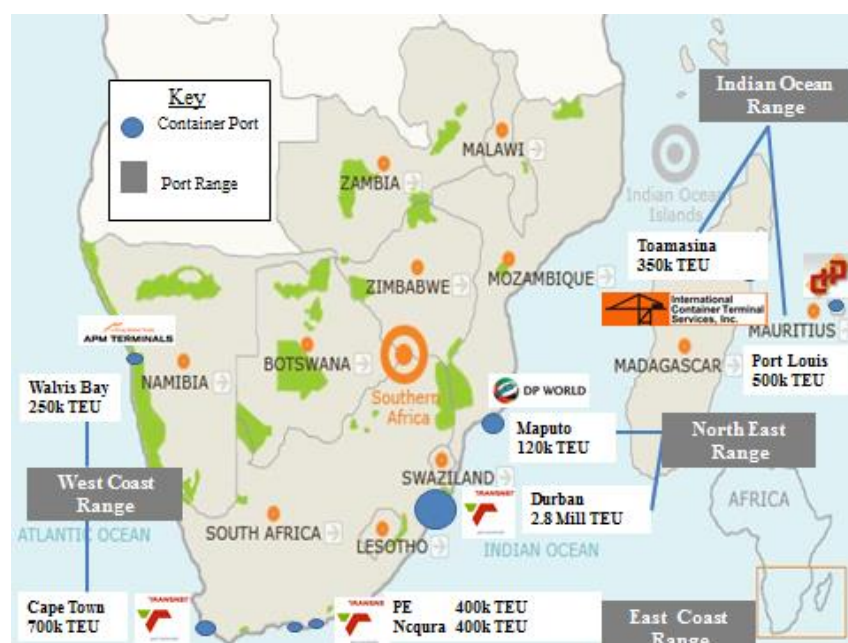 Key
Container Port
Port Range
Indian Ocean
Range
MALAWI
ZAMBIA
Indian Ocean
Islands
Toamasina
350k TEU
ZIMBABWE
MOZAMBIQUE
International
Container Terminal
Services, Inc.
APM TERMINALS
MAURITIUS
BOTSWANA
NAMIBIA
MADAGASCAR
Port Louis
500k TEU
Walvis Bay
250k TEU
Southern
Africa
DP WORLD
Maputo
120k TEU
North East
Range
SWAZILAND
West Coast
Range
Durban
2.8 Mill TEU
TRANSNET
AFRICA
SOUTH AFRICA
LESOTHO
ATLANTIC OCEAN
INDIAN OCEAN
Cape Town
700k TEU
TRANSNET
PE 400k TEU
Ncqura 400k TEU
East Coast
Range